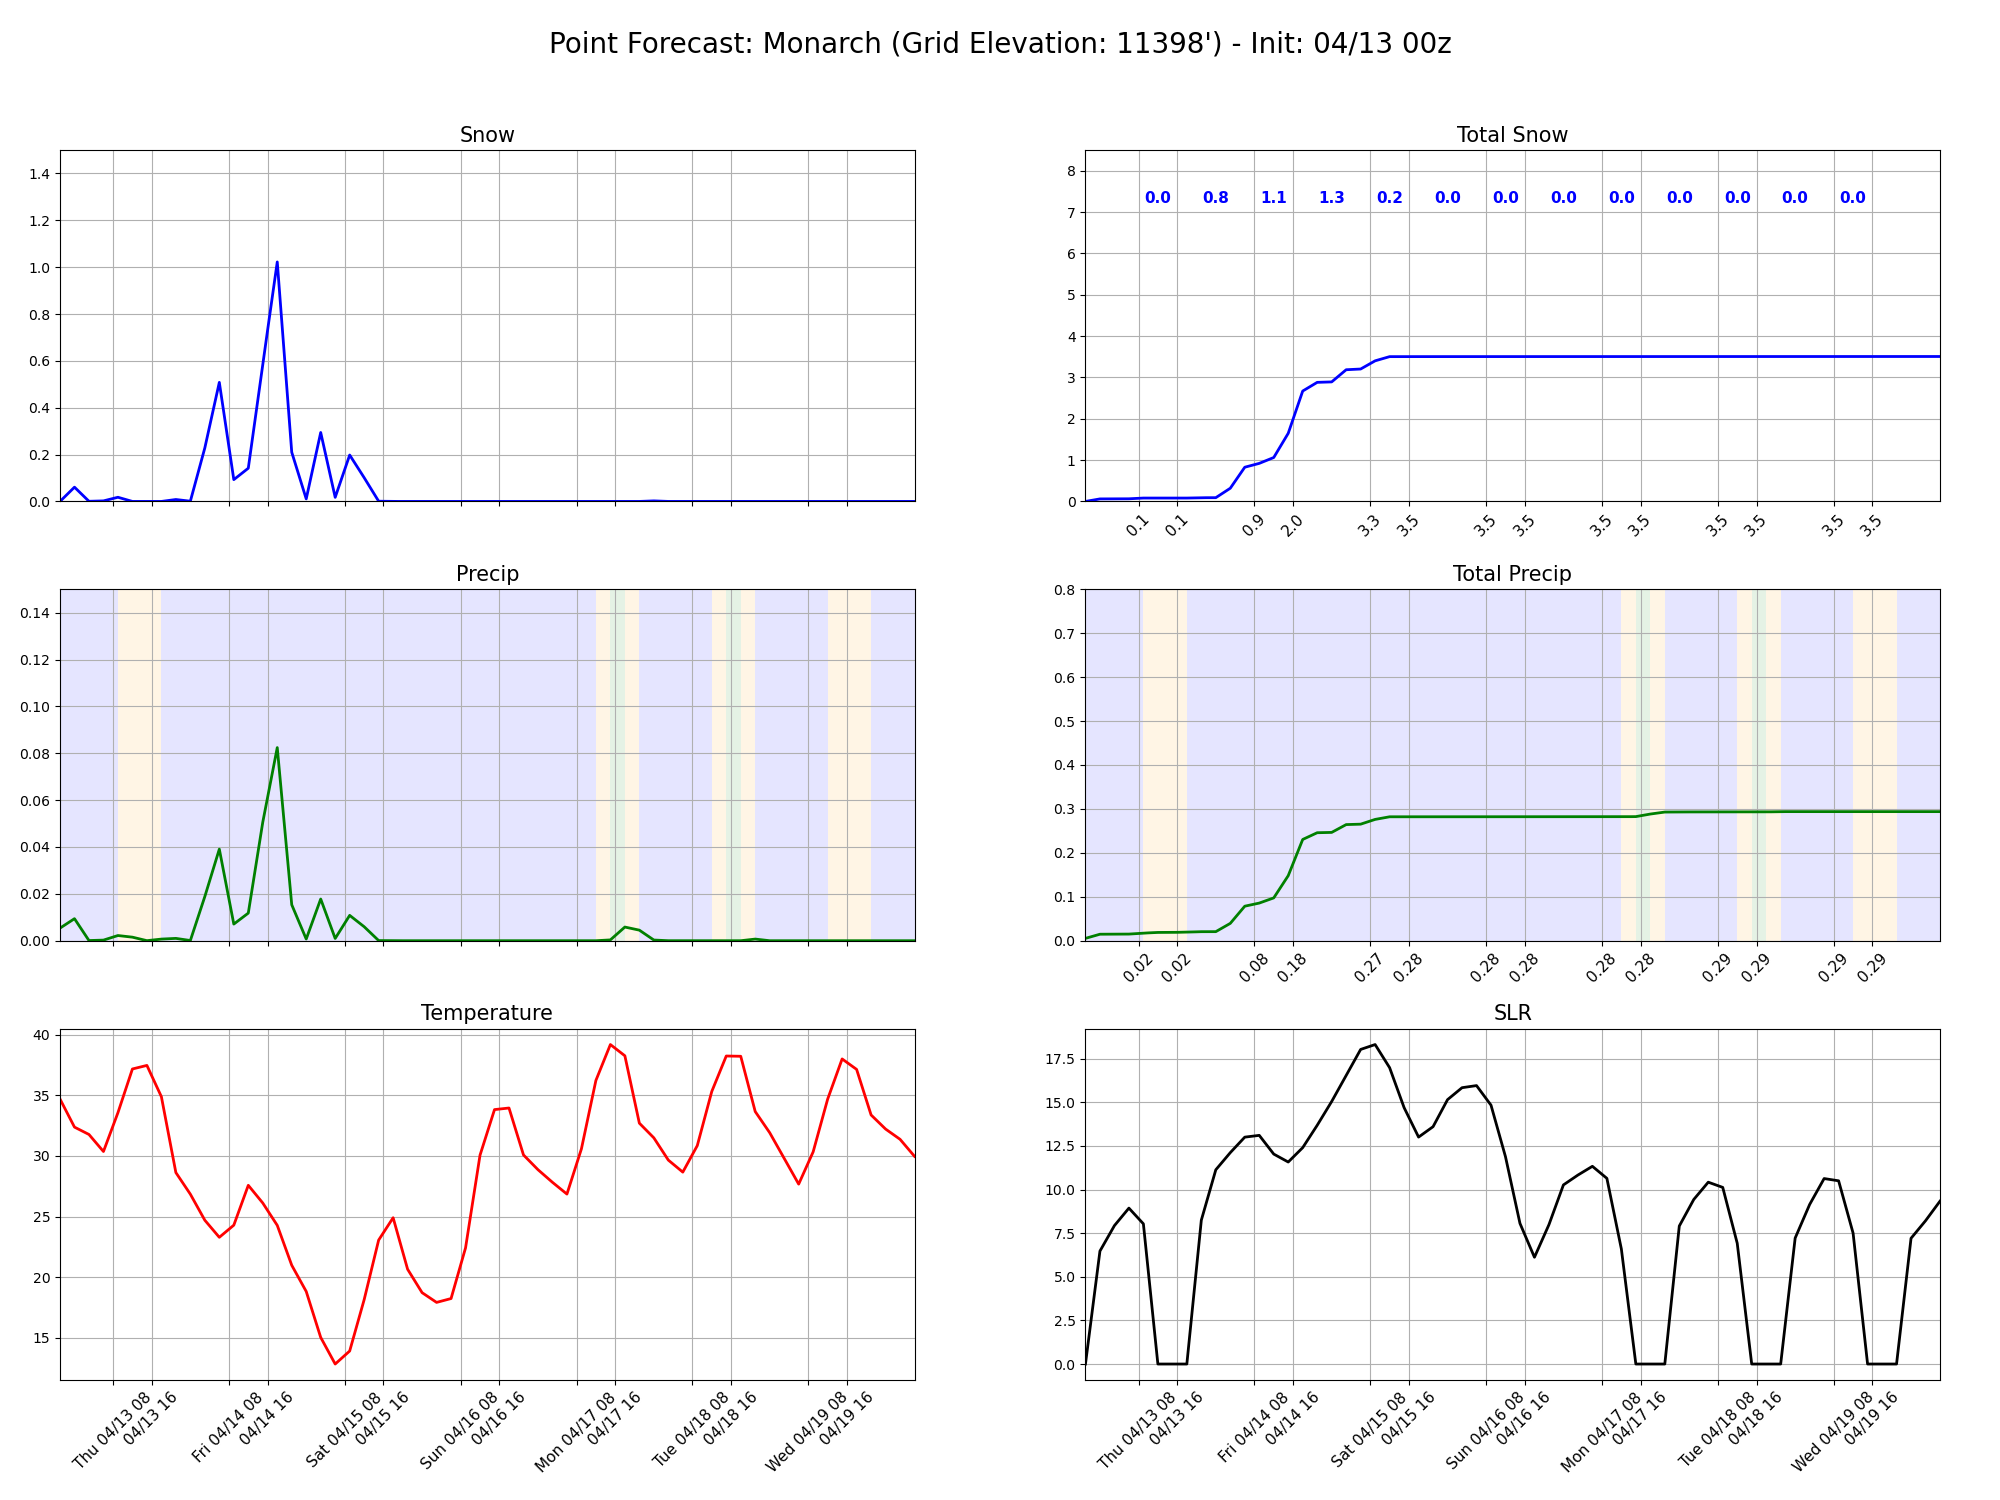 Point Forecast: Monarch (Grid Elevation: 11398') - Init: 04/13 00z
Snow
1.4
1.2
1.0
0.8
0.6
0.4
0.2
0.0
Total Snow
8
7
6
5
4
3
2
1
0
0.0 0.8 1.1 1.3 0.2 0.0 0.0 0.0 0.0 0.0 0.0 0.0 0.0
0.1 0.1 0.9 2.0 3.3 3.5 3.5 3.5 3.5 3.5 3.5 3.5 3.5 3.5
Precip
0.14
0.12
0.10
0.08
0.06
0.04
0.02
0.00
Total Precip
0.8
0.7
0.6
0.5
0.4
0.3
0.2
0.1
0.0
0.02 0.02 0.08 0.18 0.27 0.28 0.28 0.28 0.28 0.28 0.29 0.29 0.29 0.29
Temperature
40
35
30
25
20
15
Thu 04/13 08
04/13 16
Fri 04/14 08
04/14 16
Sat 04/15 08
04/15 16
Sun 04/16 08
04/16 16
Mon 04/17 08
04/17 16
Tue 04/18 08
04/18 16
Wed 04/19 08
04/19 16
SLR
17.5
15.0
12.5
10.0
7.5
5.0
2.5
0.0
Thu 04/13 08
04/13 16
Fri 04/14 08
04/14 16
Sat 04/15 08
04/15 16
Sun 04/16 08
04/16 16
Mon 04/17 08
04/17 16
Tue 04/18 08
04/18 16
Wed 04/19 08
04/19 16